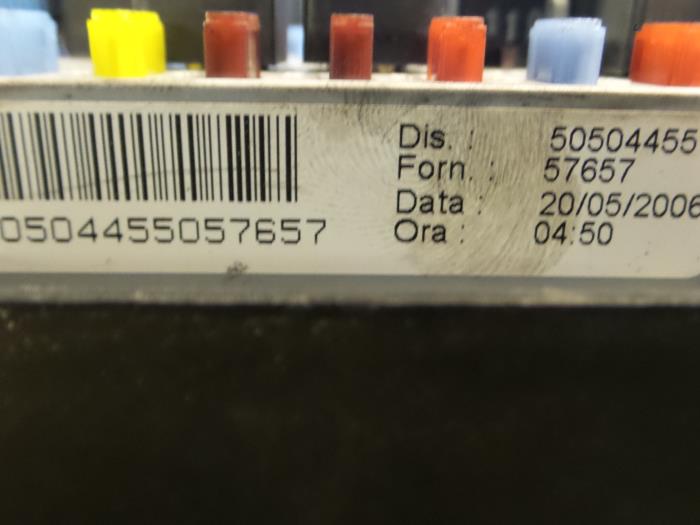 Dis. : 50504455
Forn. : 57657
Data : 20/05/2006
Ora : 04:50
0504455057657